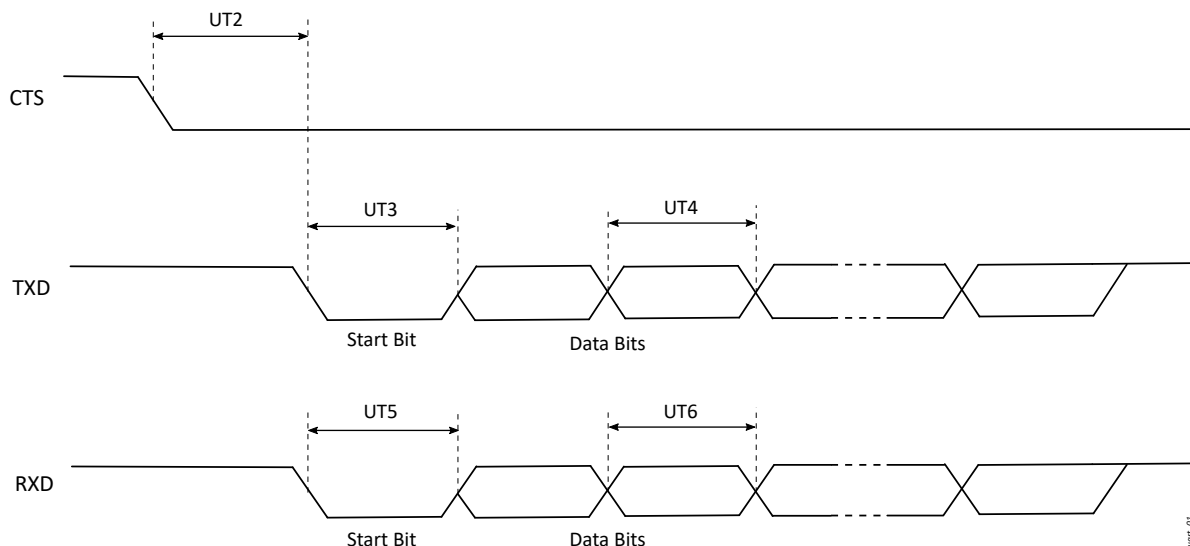 UT2
CTS
UT3
UT4
TXD
Start Bit
Data Bits
UT5
UT6
RXD
Start Bit
Data Bits